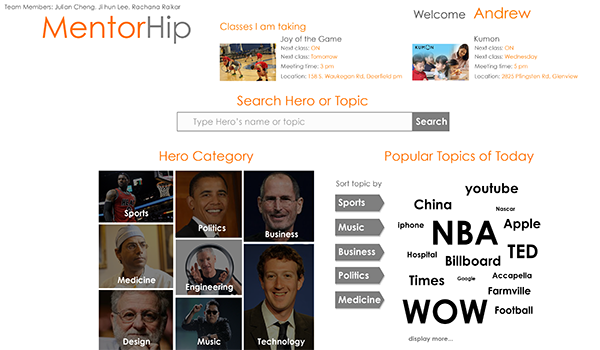 Team Members: Julian Cheng, Ji hun Lee, Rachana Ralkar
MentorHip
Welcome Andrew
Classes I am taking
Joy of the Game
Next class: ON
Next class: Tomorrow
Meeting time: 3 pm
Location: 158 S. Waukegan Rd, Deerfield pm
KUMON
Kumon
Next class: ON
Next class: Wednesday
Meeting time: 5 pm
Location: 2825 Pfingsten Rd, Glenview
Search Hero or Topic
Type Hero's name or topic
Search
Hero Category
Sports
Politics
Business
Medicine
Engineering
Design
Music
Technology
Popular Topics of Today
Sort topic by
Sports
Music
Business
Politics
Medicine
youtube
China
Nascar
iphone
NBA
Apple
Hospital
Billboard
TED
Times
Google
Accapella
Farmville
WOW
Football
display more...